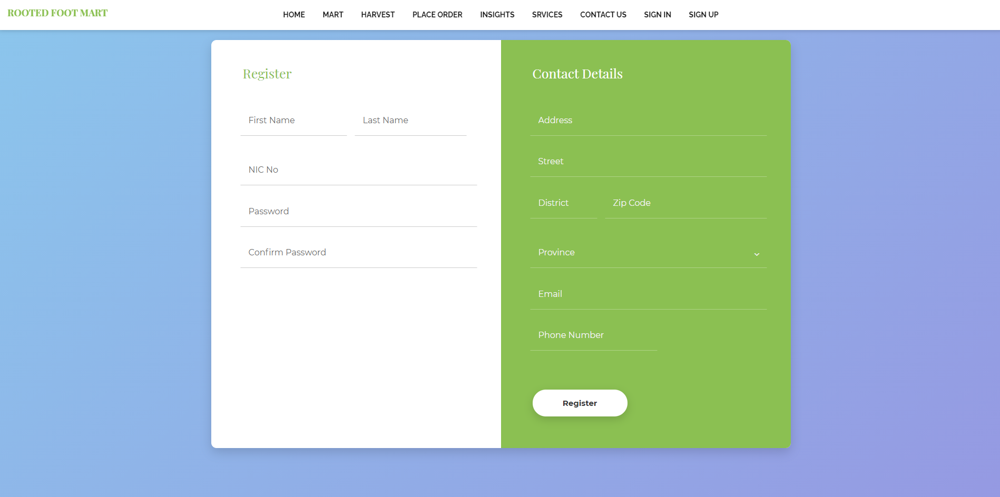 ROOTED FOOT MART
HOME MART HARVEST PLACE ORDER INSIGHTS SRVICES CONTACT US SIGN IN SIGN UP
Register
First Name Last Name
NIC No
Password
Confirm Password
Contact Details
Address
Street
District Zip Code
Province
Email
Phone Number
Register